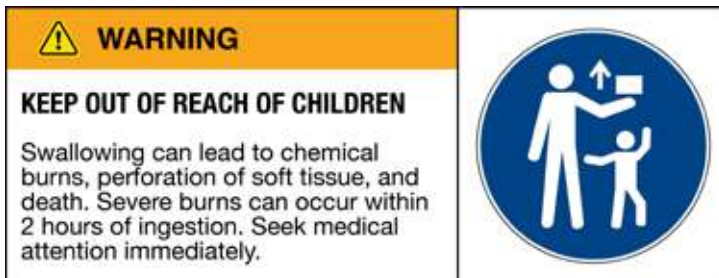 WARNING
KEEP OUT OF REACH OF CHILDREN
Swallowing can lead to chemical
burns, perforation of soft tissue, and
death. Severe burns can occur within
2 hours of ingestion. Seek medical
attention immediately.